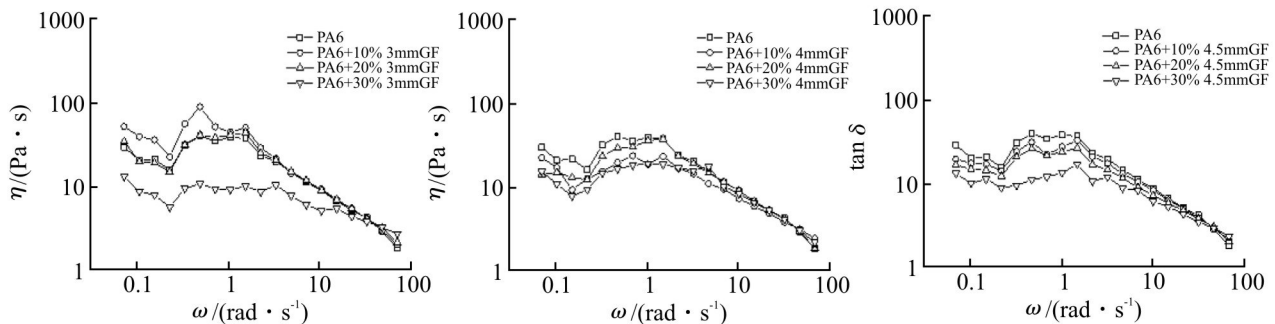 1000
100
10
1
η/(Pa·s)
PA6
PA6+10% 3mmGF
PA6+20% 3mmGF
PA6+30% 3mmGF
0.1 1 10 100
ω/(rad·s⁻¹)
1000
100
10
1
η/(Pa·s)
PA6
PA6+10% 4mmGF
PA6+20% 4mmGF
PA6+30% 4mmGF
0.1 1 10 100
ω/(rad·s⁻¹)
1000
100
10
1
tan δ
PA6
PA6+10% 4.5mmGF
PA6+20% 4.5mmGF
PA6+30% 4.5mmGF
0.1 1 10 100
ω/(rad·s⁻¹)